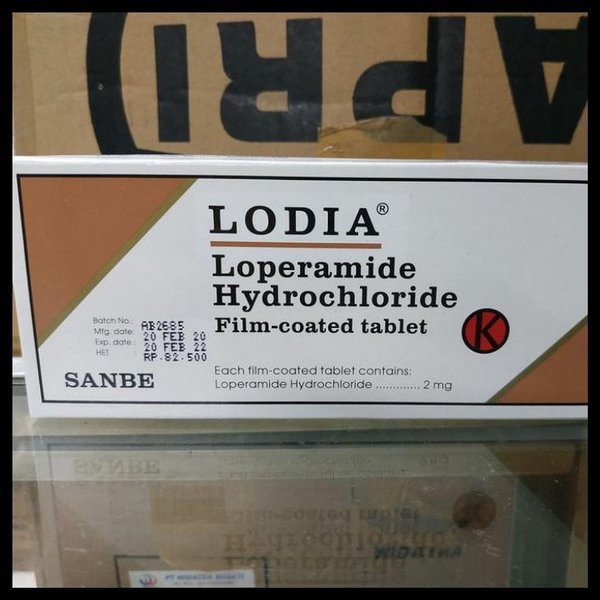 APRI)
LODIA®
Loperamide
Hydrochloride
Film-coated tablet
K
Batch No.: AB2685
Mfg. date: 20 FEB 20
Exp. date : 20 FEB 22
HET RP.82.500
SANBE
Each film-coated tablet contains:
Loperamide Hydrochloride ............. 2 mg